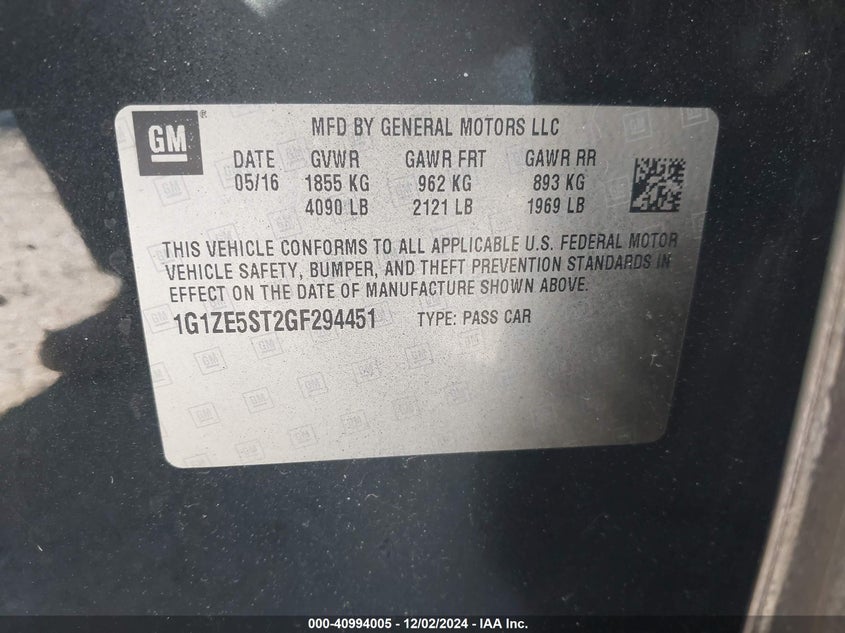 GM®
MFD BY GENERAL MOTORS LLC
DATE GVWR GAWR FRT GAWR RR
05/16 1855 KG 962 KG 893 KG
4090 LB 2121 LB 1969 LB
THIS VEHICLE CONFORMS TO ALL APPLICABLE U.S. FEDERAL MOTOR
VEHICLE SAFETY, BUMPER, AND THEFT PREVENTION STANDARDS IN
EFFECT ON THE DATE OF MANUFACTURE SHOWN ABOVE.
1G1ZE5ST2GF294451 TYPE: PASS CAR
000-40994005 - 12/02/2024 - IAA Inc.